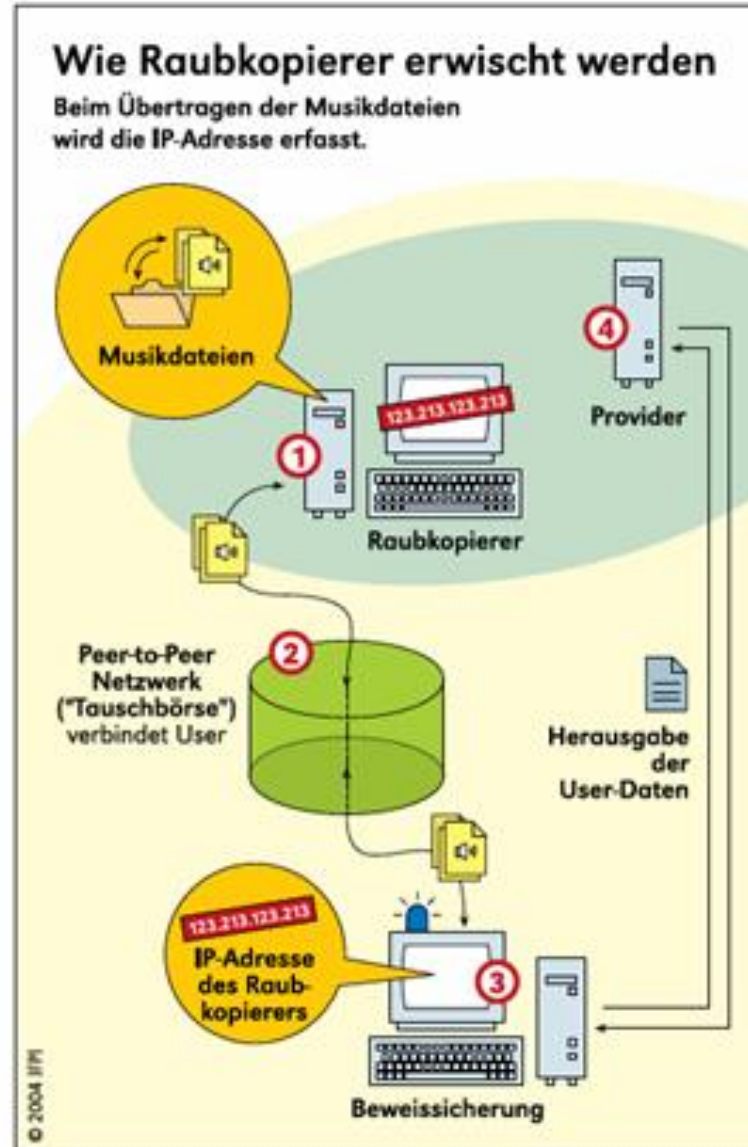 Wie Raubkopierer erwischt werden
Beim Übertragen der Musikdateien
wird die IP-Adresse erfasst.
Musikdateien
4
123.213.123.213
Provider
1
Raubkopierer
2
Peer-to-Peer
Netzwerk
("Tauschbörse")
verbindet User
Herausgabe
der
User-Daten
123.213.123.213
IP-Adresse
des Raub-
kopierers
3
Beweissicherung
© 2004 IFPI